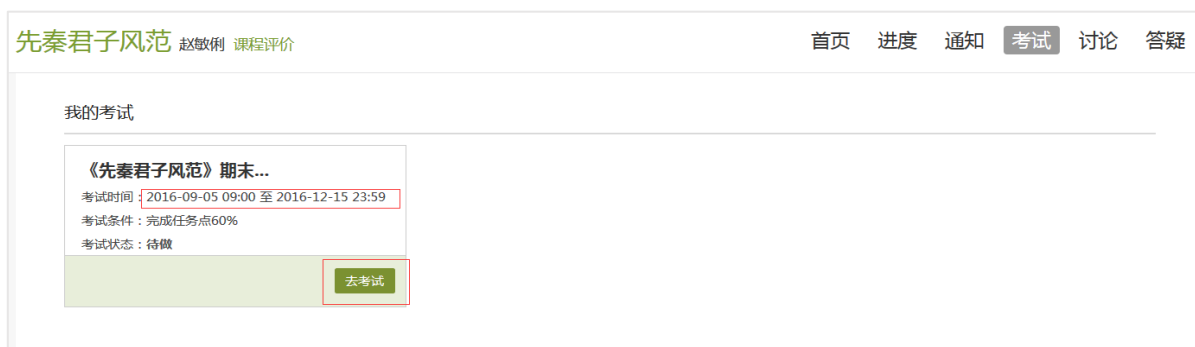 先秦君子风范 赵敏俐 课程评价 首页 进度 通知 考试 讨论 答疑
我的考试
《先秦君子风范》期末...
考试时间：2016-09-05 09:00 至 2016-12-15 23:59
考试条件：完成任务点60%
考试状态：待做
去考试